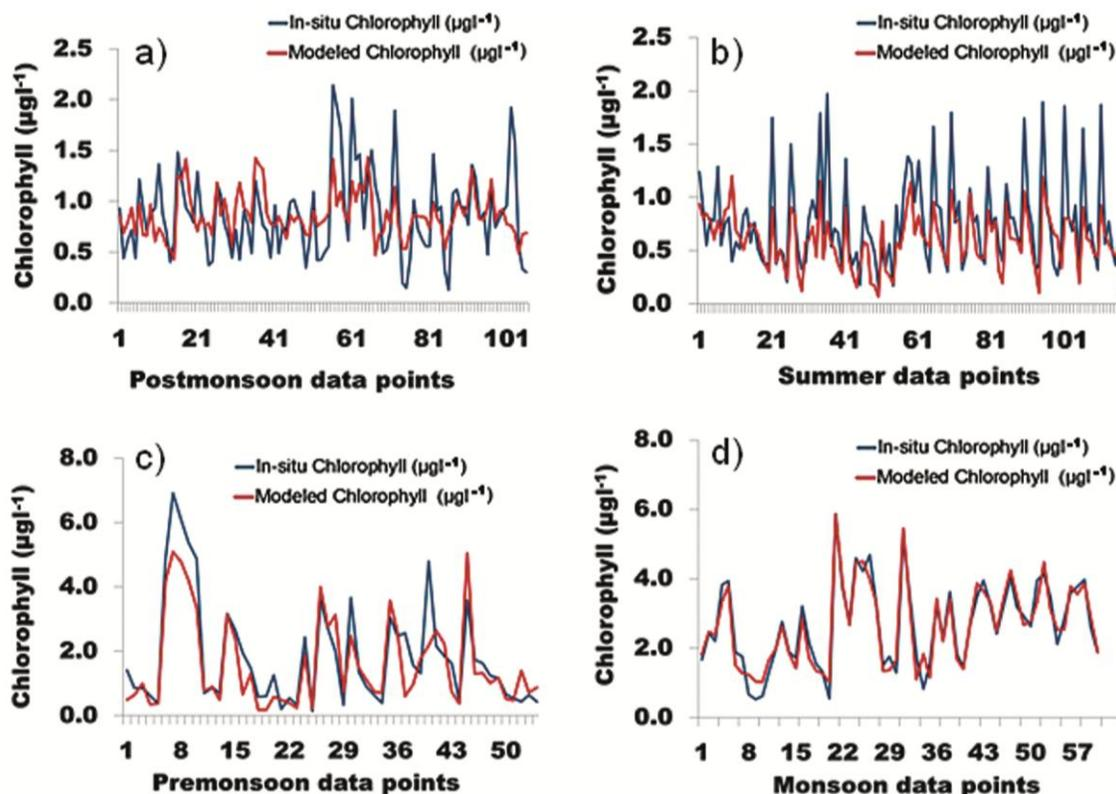 In-situ Chlorophyll (µgl⁻¹)
Modeled Chlorophyll (µgl⁻¹)
a)
Chlorophyll (µgl⁻¹)
2.5
2.0
1.5
1.0
0.5
0.0
1 21 41 61 81 101
Postmonsoon data points
In-situ Chlorophyll (µgl⁻¹)
Modeled Chlorophyll (µgl⁻¹)
b)
Chlorophyll (µgl⁻¹)
2.5
2.0
1.5
1.0
0.5
0.0
1 21 41 61 81 101
Summer data points
c)
In-situ Chlorophyll (µgl⁻¹)
Modeled Chlorophyll (µgl⁻¹)
Chlorophyll (µgl⁻¹)
8.0
6.0
4.0
2.0
0.0
1 8 15 22 29 36 43 50
Premonsoon data points
d)
In-situ Chlorophyll (µgl⁻¹)
Modeled Chlorophyll (µgl⁻¹)
Chlorophyll (µgl⁻¹)
8.0
6.0
4.0
2.0
0.0
1 8 15 22 29 36 43 50 57
Monsoon data points